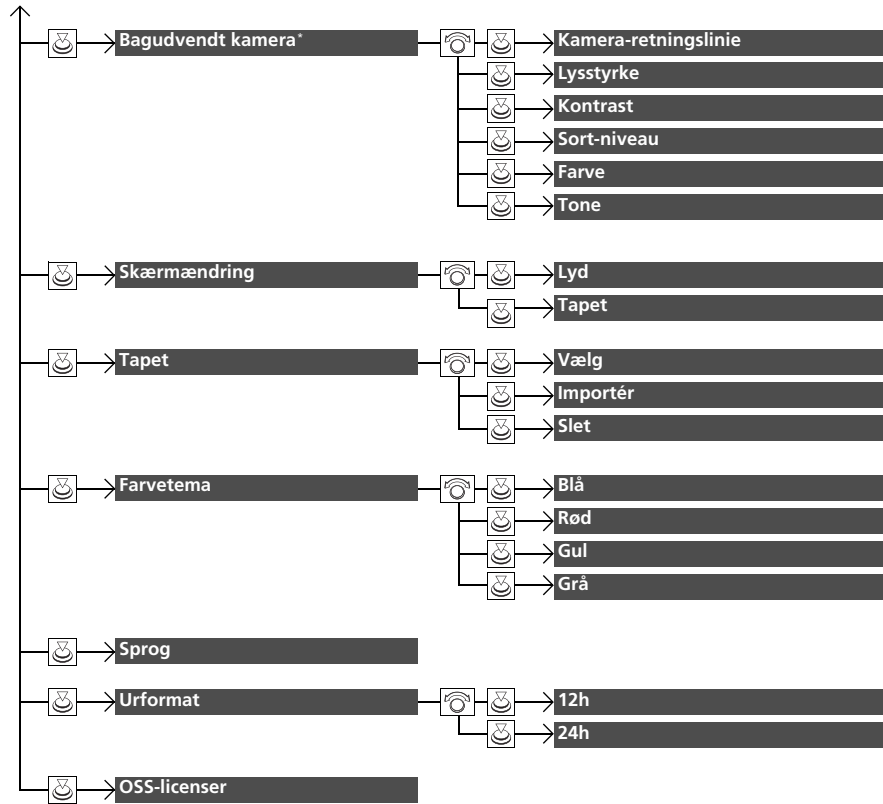 Bagudvendt kamera*
Kamera-retningslinie
Lysstyrke
Kontrast
Sort-niveau
Farve
Tone
Skærmændring
Lyd
Tapet
Tapet
Vælg
Importér
Slet
Farvetema
Blå
Rød
Gul
Grå
Sprog
Urformat
12h
24h
OSS-licenser